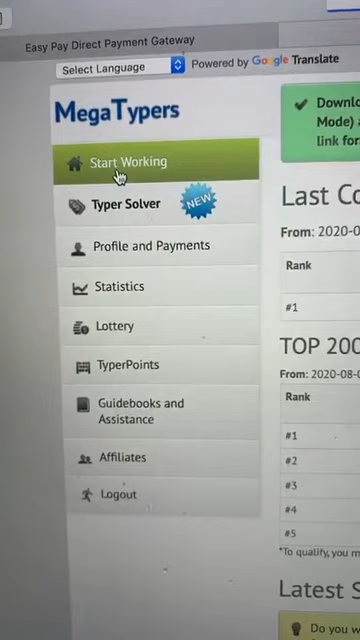 Easy Pay Direct Payment Gateway
Select Language
Powered by Google Translate
MegaTypers
Start Working
Typer Solver
NEW
Profile and Payments
Statistics
Lottery
TyperPoints
Guidebooks and
Assistance
Affiliates
Logout
Downlo
Mode) a
link for
Last Co
From: 2020-0
Rank
#1
TOP 200
From: 2020-08-0
Rank
#1
#2
#3
#4
#5
*To qualify, you m
Latest S
Do you w